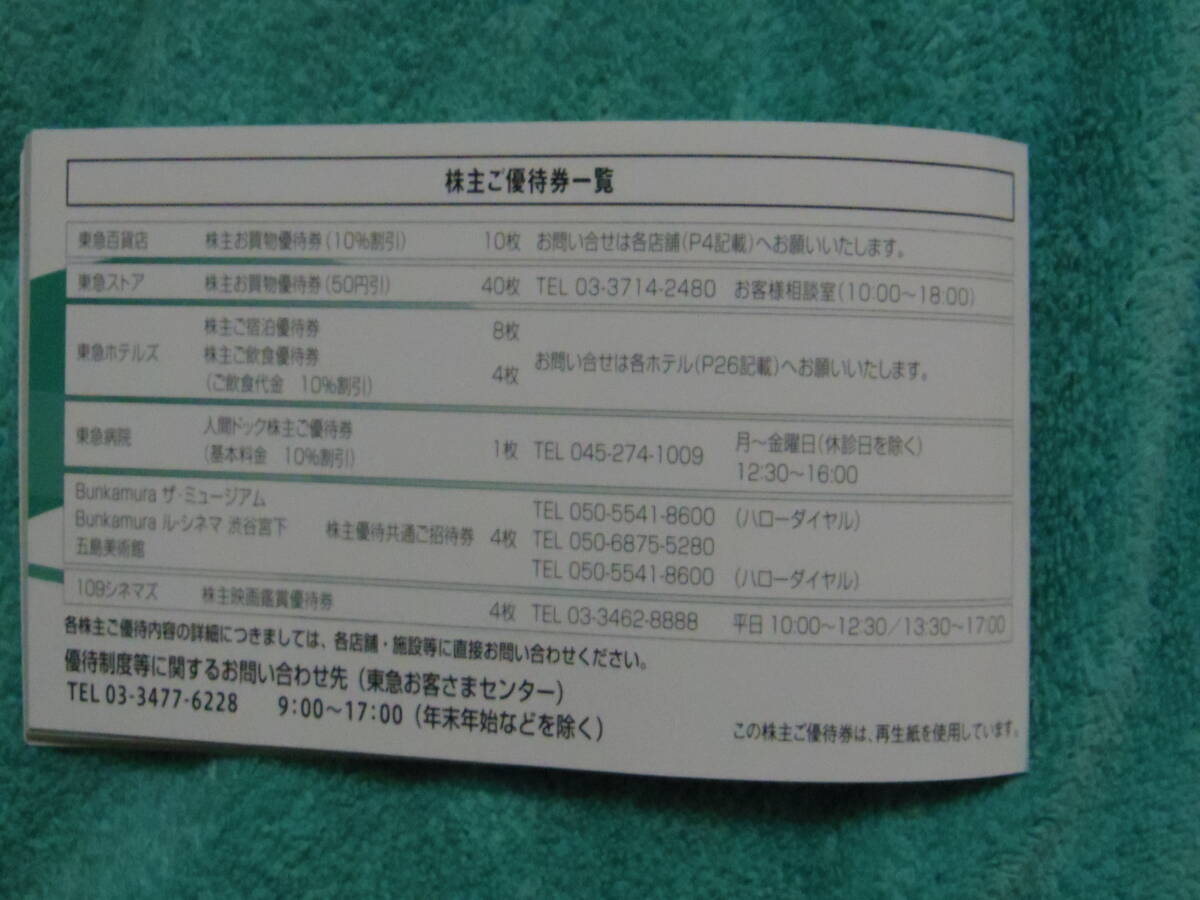 株主ご優待券一覧
東急百貨店 株主お買物優待券(10%割引) 10枚 お問い合せは各店舗(P4記載)へお願いいたします。
東急ストア 株主お買物優待券(50円引) 40枚 TEL 03-3714-2480 お客様相談室(10:00～18:00)
東急ホテルズ 株主ご宿泊優待券 8枚
株主ご飲食優待券
(ご飲食代金 10%割引) 4枚 お問い合せは各ホテル(P26記載)へお願いいたします。
東急病院 人間ドック株主ご優待券
(基本料金 10%割引) 1枚 TEL 045-274-1009 月～金曜日(休診日を除く)
12:30～16:00
Bunkamura ザ・ミュージアム TEL 050-5541-8600 (ハローダイヤル)
Bunkamura ル・シネマ 渋谷宮下 株主優待共通ご招待券 4枚 TEL 050-6875-5280
五島美術館 TEL 050-5541-8600 (ハローダイヤル)
109シネマズ 株主映画鑑賞優待券 4枚 TEL 03-3462-8888 平日 10:00～12:30／13:30～17:00
各株主ご優待内容の詳細につきましては、各店舗・施設等に直接お問い合わせください。
優待制度等に関するお問い合わせ先（東急お客さまセンター）
TEL 03-3477-6228 9:00～17:00（年末年始などを除く）
この株主ご優待券は、再生紙を使用しています。